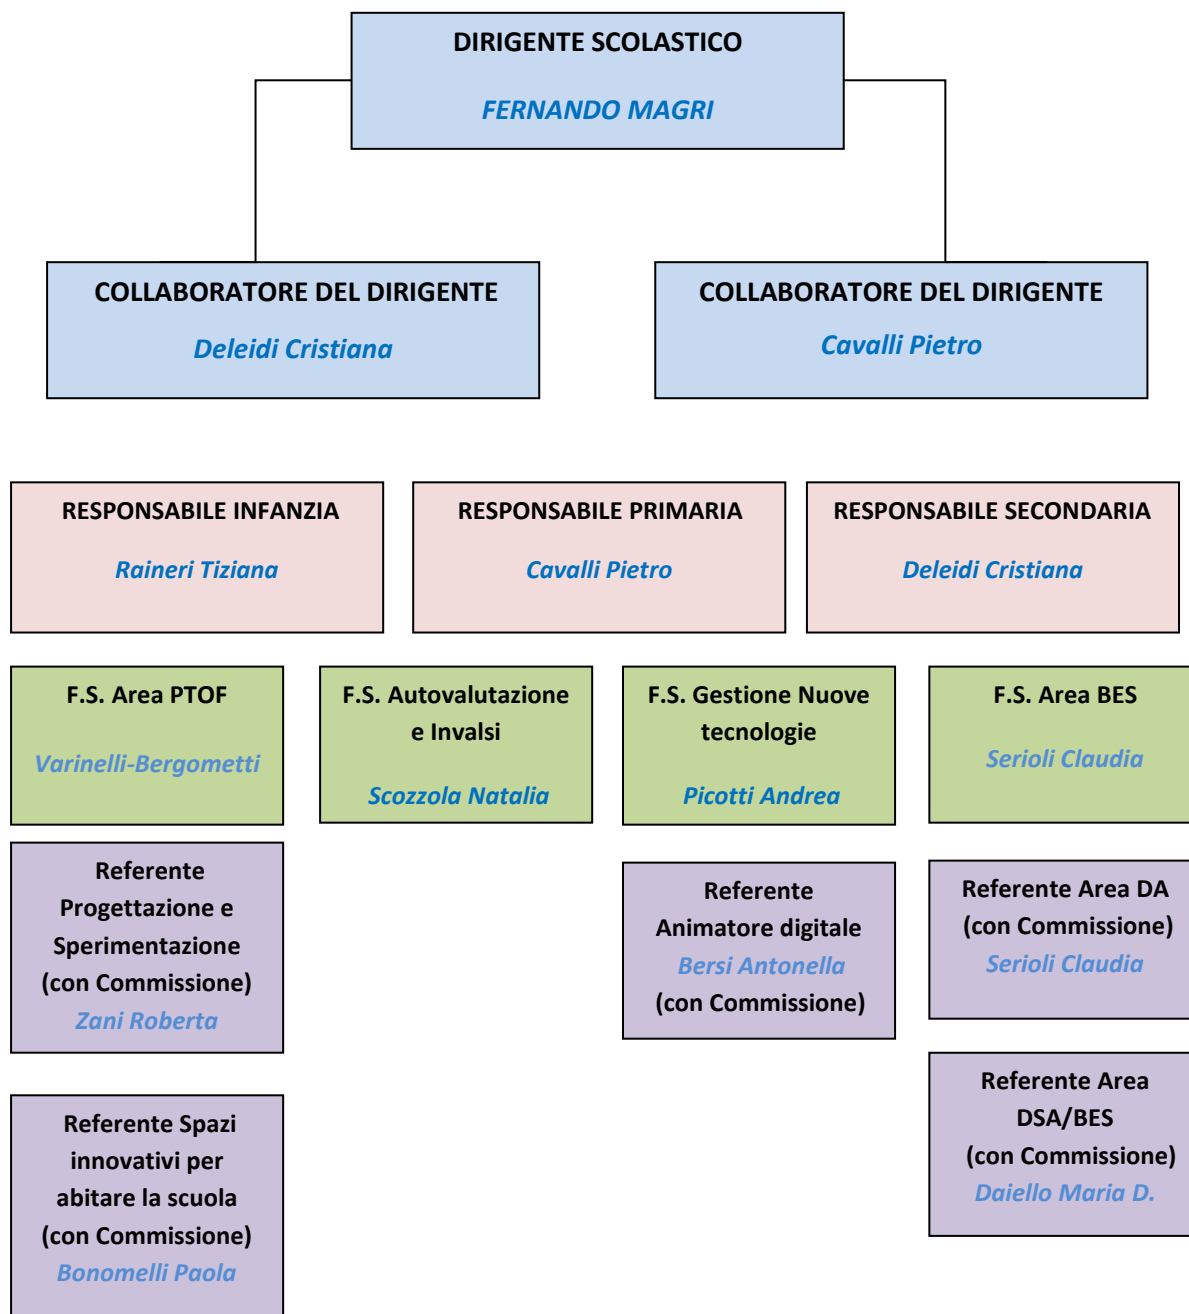 DIRIGENTE SCOLASTICO
FERNANDO MAGRI
COLLABORATORE DEL DIRIGENTE
Deleidi Cristiana
COLLABORATORE DEL DIRIGENTE
Cavalli Pietro
RESPONSABILE INFANZIA
Raineri Tiziana
RESPONSABILE PRIMARIA
Cavalli Pietro
RESPONSABILE SECONDARIA
Deleidi Cristiana
F.S. Area PTOF
Varinelli-Bergometti
F.S. Autovalutazione
e Invalsi
Scozzola Natalia
F.S. Gestione Nuove
tecnologie
Picotti Andrea
F.S. Area BES
Serioli Claudia
Referente
Progettazione e
Sperimentazione
(con Commissione)
Zani Roberta
Referente
Animatore digitale
Bersi Antonella
(con Commissione)
Referente Area DA
(con Commissione)
Serioli Claudia
Referente Spazi
innovativi per
abitare la scuola
(con Commissione)
Bonomelli Paola
Referente Area
DSA/BES
(con Commissione)
Daiello Maria D.